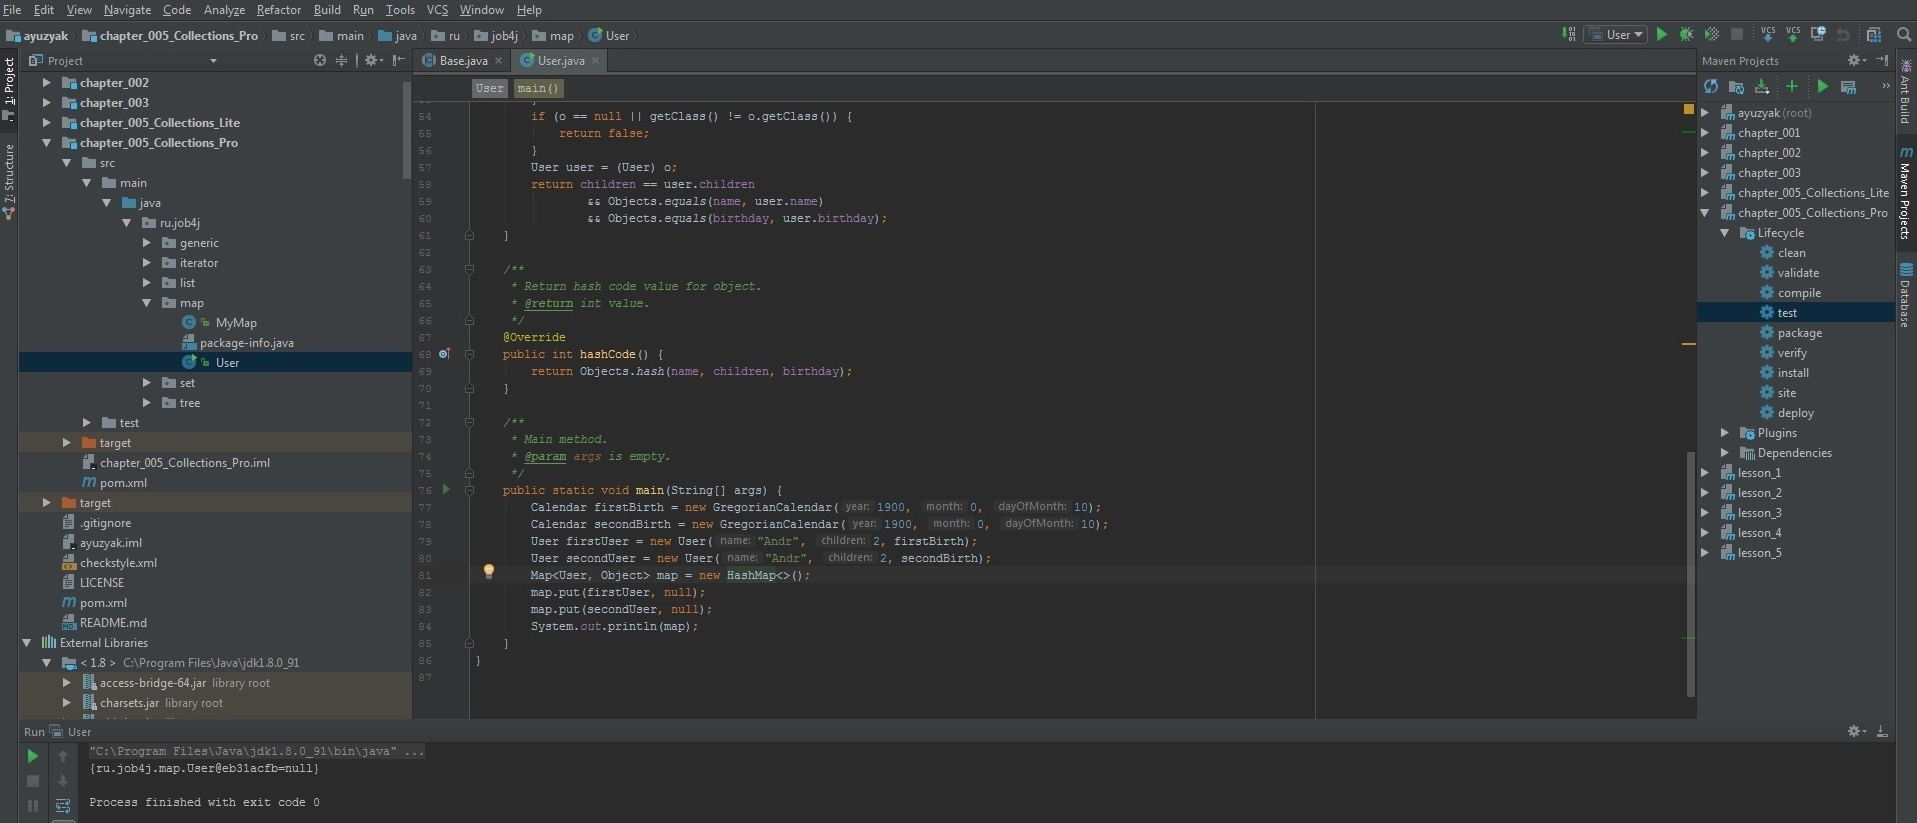 File Edit View Navigate Code Analyze Refactor Build Run Tools VCS Window Help
ayuzyak chapter_005_Collections_Pro src main java ru job4j map User
User
VCS VCS
1: Project
7: Structure
Project
chapter_002
chapter_003
chapter_005_Collections_Lite
chapter_005_Collections_Pro
src
main
java
ru.job4j
generic
iterator
list
map
MyMap
package-info.java
User
set
tree
test
target
chapter_005_Collections_Pro.iml
pom.xml
target
.gitignore
ayuzyak.iml
checkstyle.xml
LICENSE
pom.xml
README.md
External Libraries
< 1.8 > C:\Program Files\Java\jdk1.8.0_91
access-bridge-64.jar library root
charsets.jar library root
Base.java User.java
User main()
54 if (o == null || getClass() != o.getClass()) {
55 return false;
56 }
57 User user = (User) o;
58 return children == user.children
59 && Objects.equals(name, user.name)
60 && Objects.equals(birthday, user.birthday);
61 }
62
63 /**
64 * Return hash code value for object.
65 * @return int value.
66 */
67 @Override
68 public int hashCode() {
69 return Objects.hash(name, children, birthday);
70 }
71
72 /**
73 * Main method.
74 * @param args is empty.
75 */
76 public static void main(String[] args) {
77 Calendar firstBirth = new GregorianCalendar( year: 1900, month: 0, dayOfMonth: 10);
78 Calendar secondBirth = new GregorianCalendar( year: 1900, month: 0, dayOfMonth: 10);
79 User firstUser = new User( name: "Andr", children: 2, firstBirth);
80 User secondUser = new User( name: "Andr", children: 2, secondBirth);
81 Map<User, Object> map = new HashMap<>();
82 map.put(firstUser, null);
83 map.put(secondUser, null);
84 System.out.println(map);
85 }
86 }
87
Maven Projects
ayuzyak (root)
chapter_001
chapter_002
chapter_003
chapter_005_Collections_Lite
chapter_005_Collections_Pro
Lifecycle
clean
validate
compile
test
package
verify
install
site
deploy
Plugins
Dependencies
lesson_1
lesson_2
lesson_3
lesson_4
lesson_5
Ant Build
Maven Projects
Database
Run User
"C:\Program Files\Java\jdk1.8.0_91\bin\java" ...
{ru.job4j.map.User@eb31acfb=null}
Process finished with exit code 0